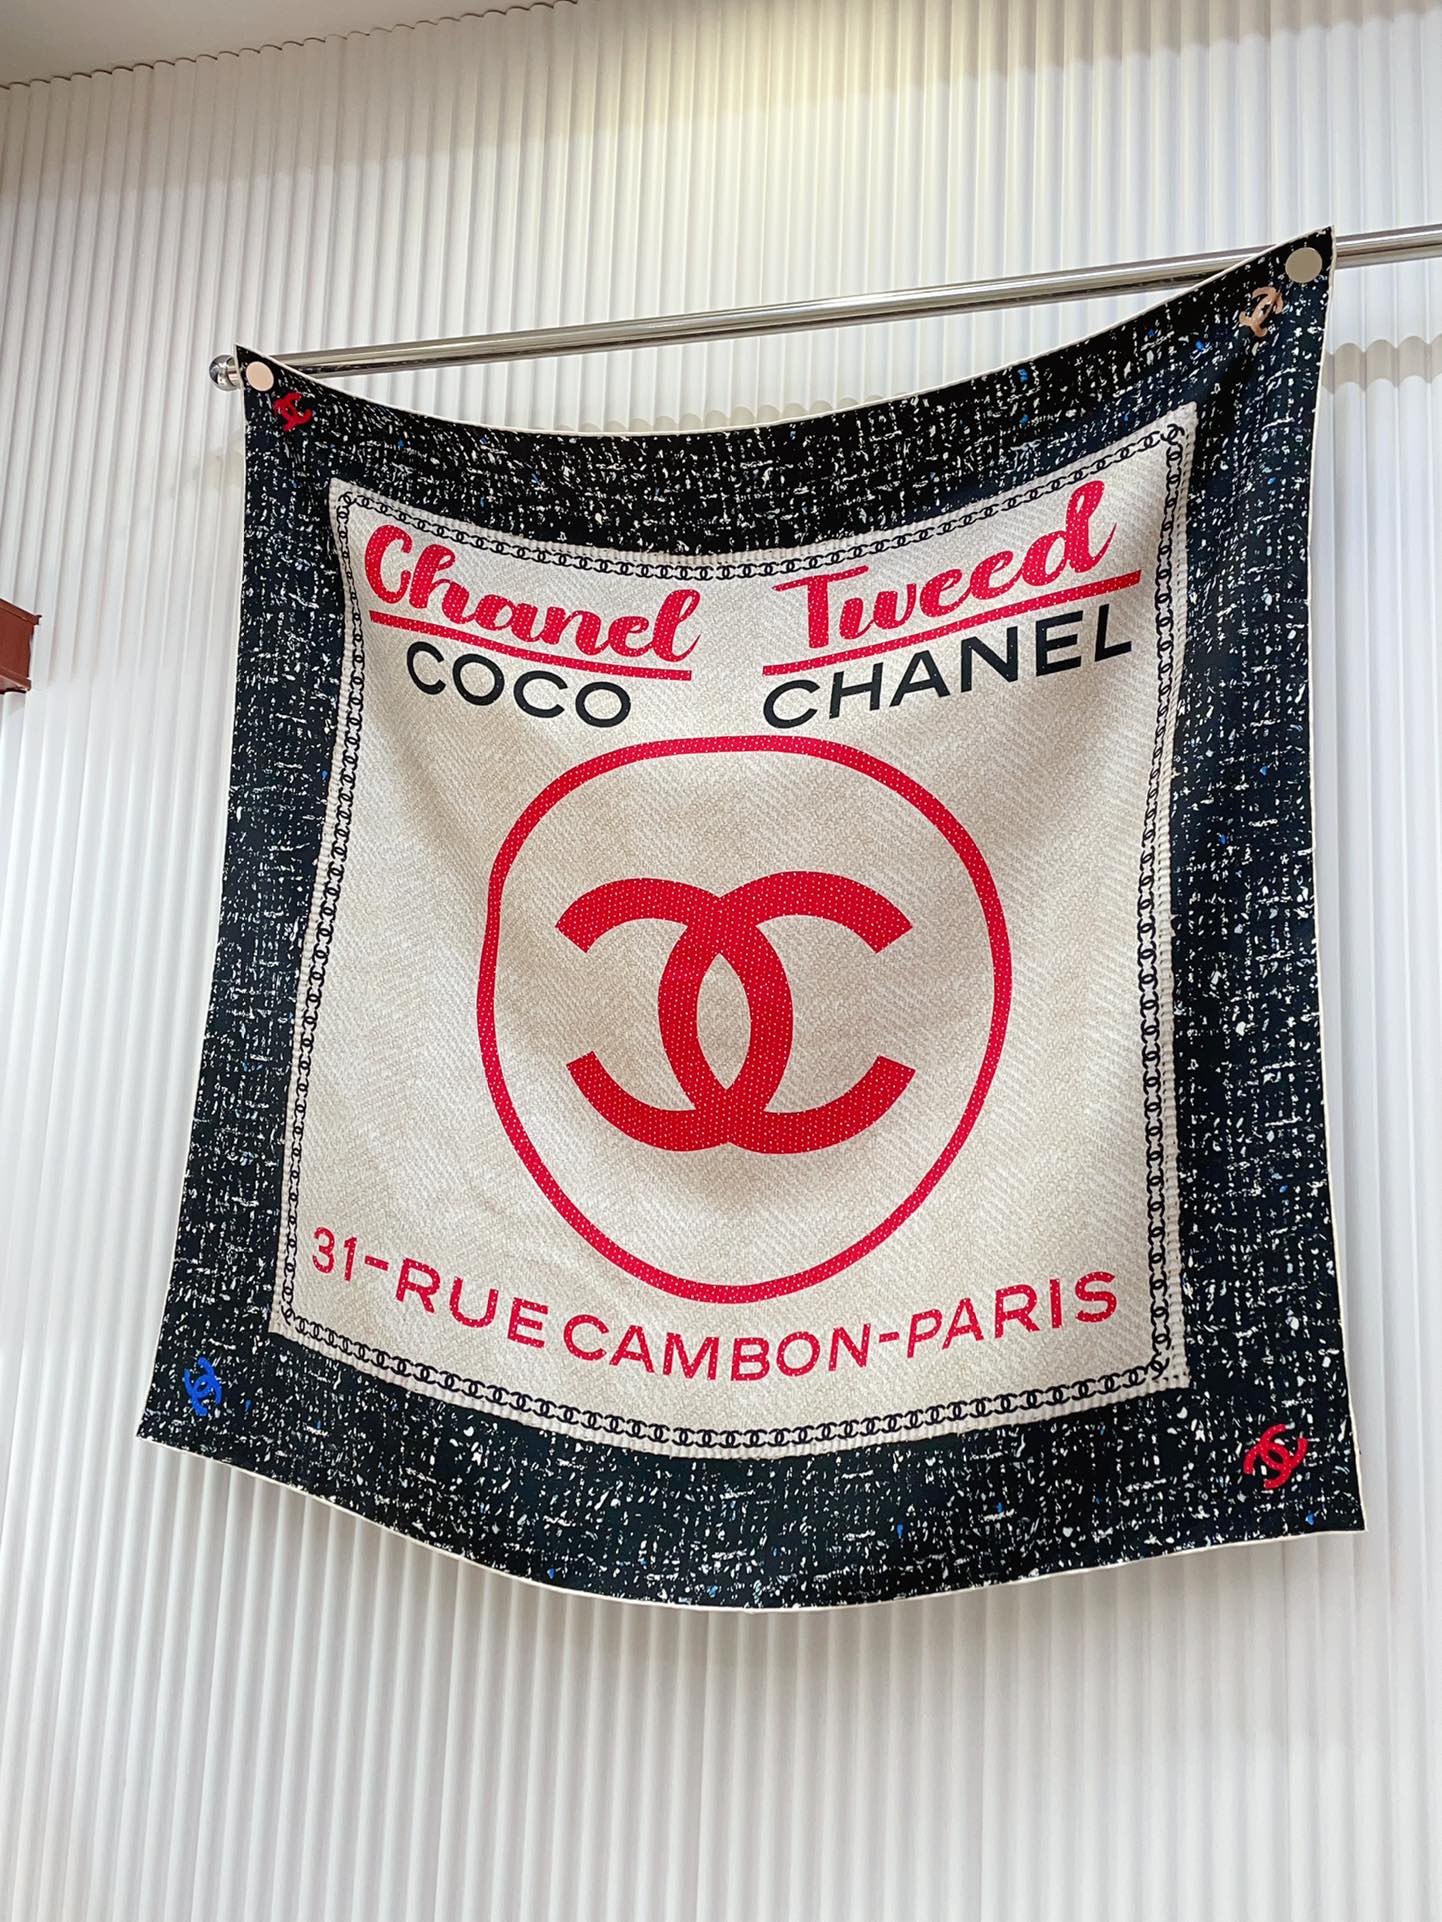 Chanel Tweed
COCO CHANEL
31-RUE CAMBON-PARIS